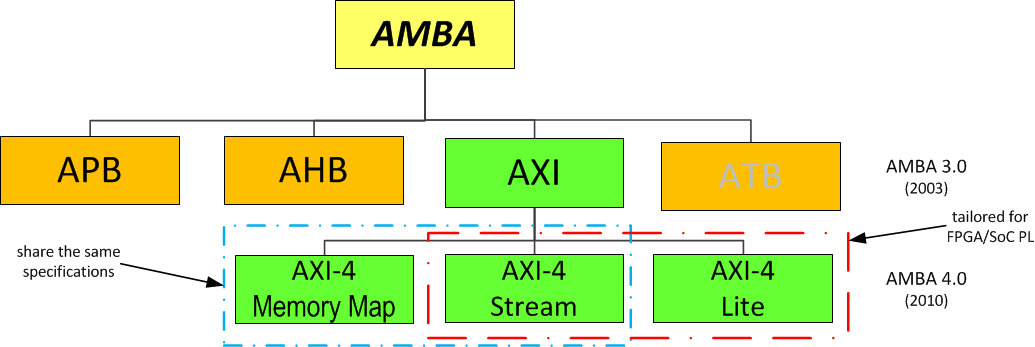 AMBA
APB
AHB
AXI
ATB
AMBA 3.0
(2003)
tailored for
FPGA/SoC PL
share the same
specifications
AXI-4
Memory Map
AXI-4
Stream
AXI-4
Lite
AMBA 4.0
(2010)